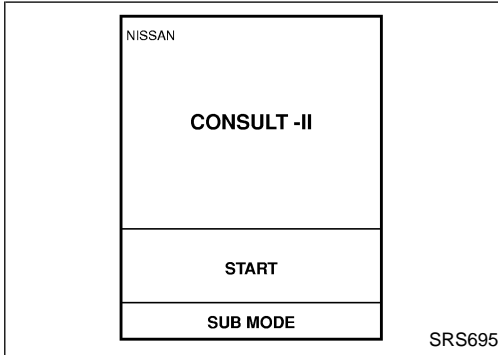 NISSAN
CONSULT -II
START
SUB MODE
SRS695